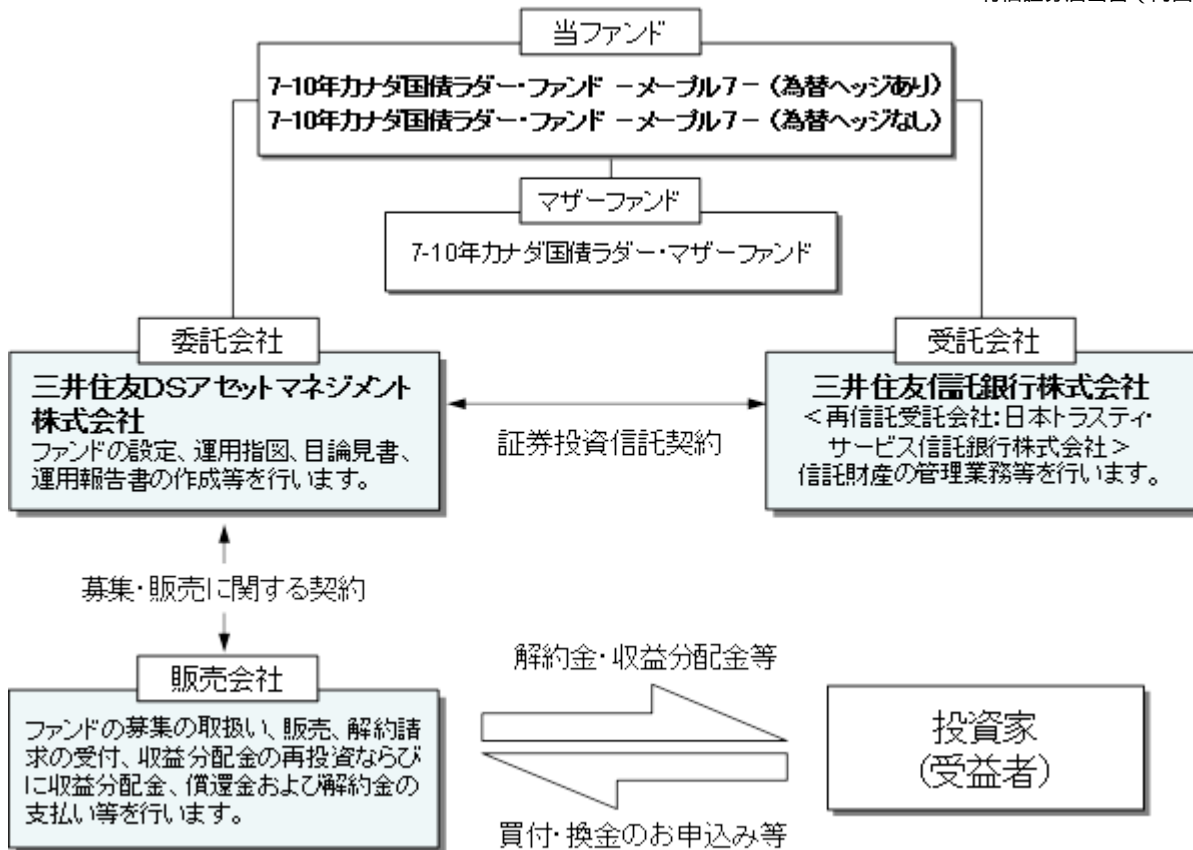 当ファンド
7-10年カナダ国債ラダー・ファンド －メープル7－（為替ヘッジあり）
7-10年カナダ国債ラダー・ファンド －メープル7－（為替ヘッジなし）
マザーファンド
7-10年カナダ国債ラダー・マザーファンド
委託会社
三井住友DSアセットマネジメント
株式会社
ファンドの設定、運用指図、目論見書、
運用報告書の作成等を行います。
証券投資信託契約
受託会社
三井住友信託銀行株式会社
＜再信託受託会社：日本トラスティ・
サービス信託銀行株式会社＞
信託財産の管理業務等を行います。
募集・販売に関する契約
販売会社
ファンドの募集の取扱い、販売、解約請
求の受付、収益分配金の再投資ならび
に収益分配金、償還金および解約金の
支払い等を行います。
解約金・収益分配金等
買付・換金のお申込み等
投資家
（受益者）